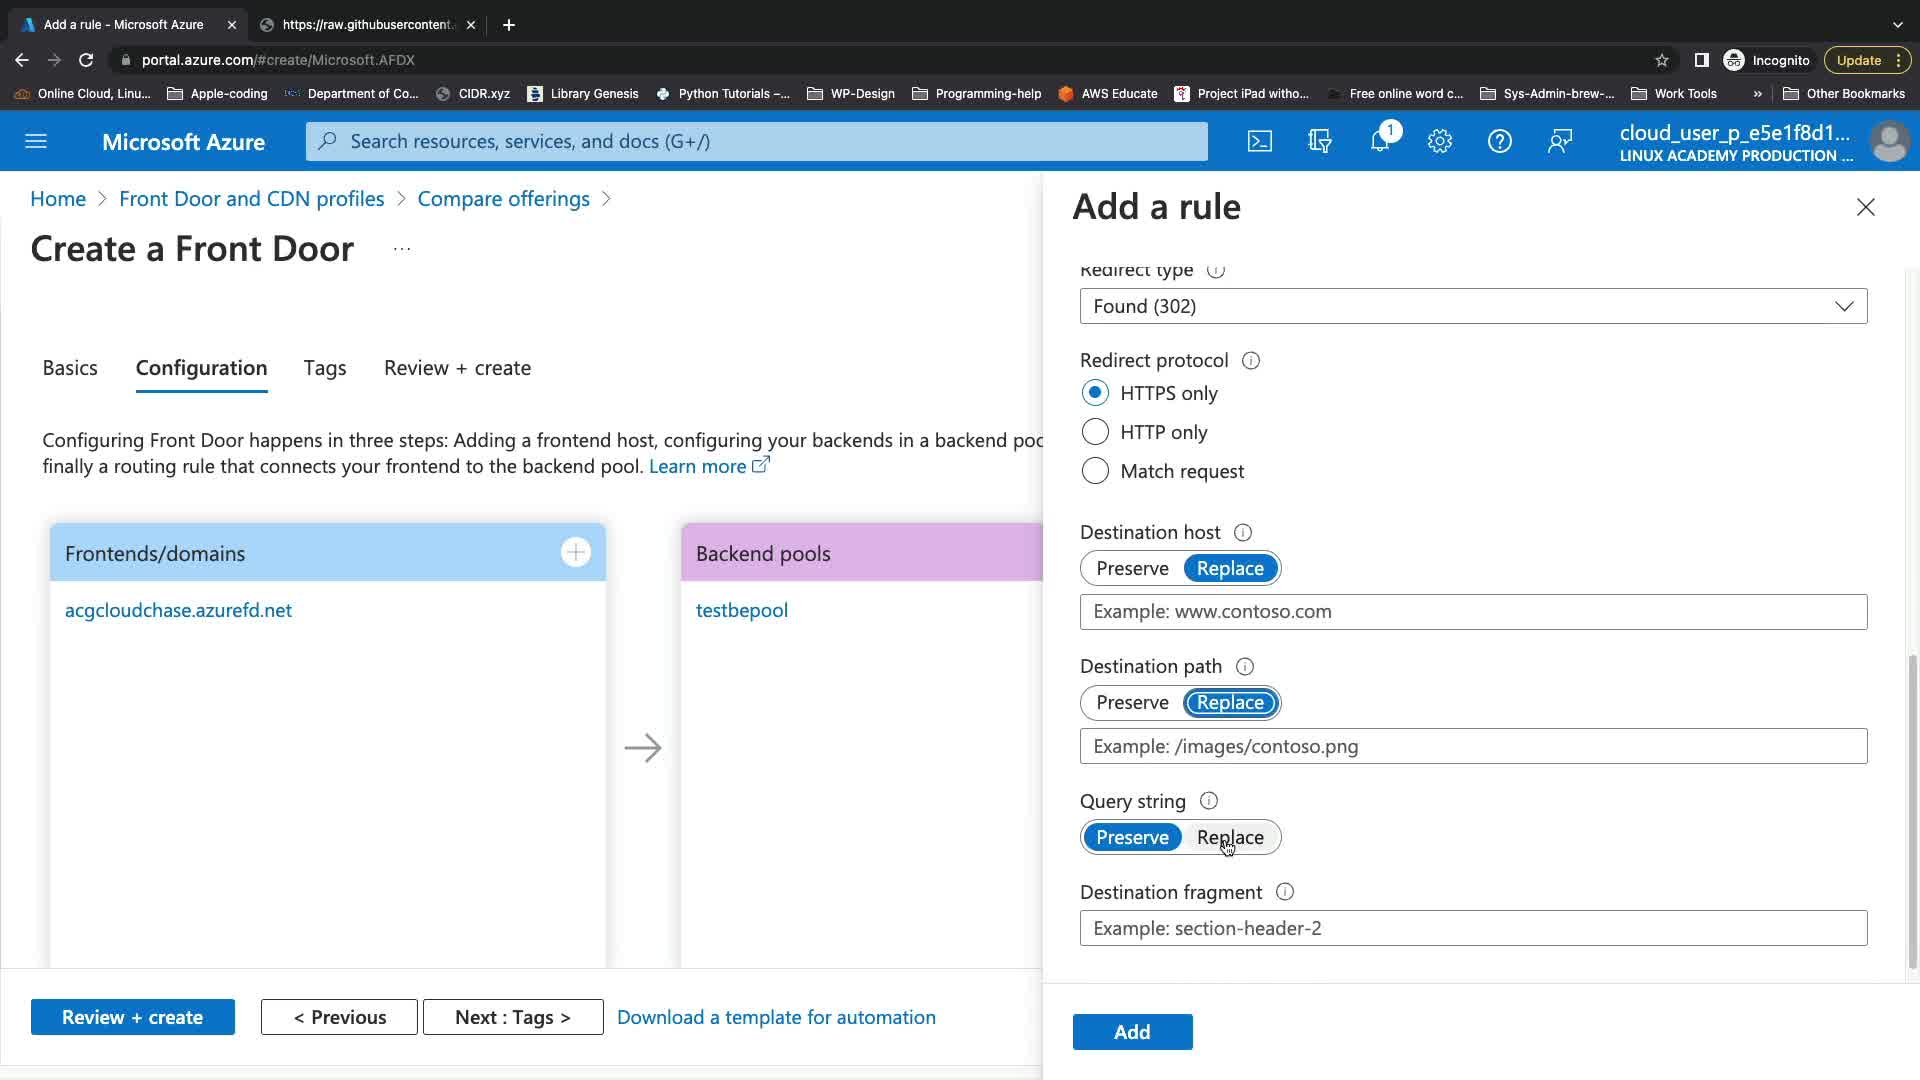 Add a rule - Microsoft Azure
https://raw.githubusercontent.
portal.azure.com/#create/Microsoft.AFDX
Incognito
Update
Online Cloud, Linu...
Apple-coding
Department of Co...
CIDR.xyz
Library Genesis
Python Tutorials –...
WP-Design
Programming-help
AWS Educate
Project iPad witho...
Free online word c...
Sys-Admin-brew-...
Work Tools
»
Other Bookmarks
Microsoft Azure
Search resources, services, and docs (G+/)
1
cloud_user_p_e5e1f8d1...
LINUX ACADEMY PRODUCTION ...
Home > Front Door and CDN profiles > Compare offerings >
Create a Front Door ...
Basics
Configuration
Tags
Review + create
Configuring Front Door happens in three steps: Adding a frontend host, configuring your backends in a backend poo
finally a routing rule that connects your frontend to the backend pool. Learn more
Frontends/domains
acgcloudchase.azurefd.net
Backend pools
testbepool
Review + create
< Previous
Next : Tags >
Download a template for automation
Add a rule
Redirect type
Found (302)
Redirect protocol
HTTPS only
HTTP only
Match request
Destination host
Preserve Replace
Example: www.contoso.com
Destination path
Preserve Replace
Example: /images/contoso.png
Query string
Preserve Replace
Destination fragment
Example: section-header-2
Add